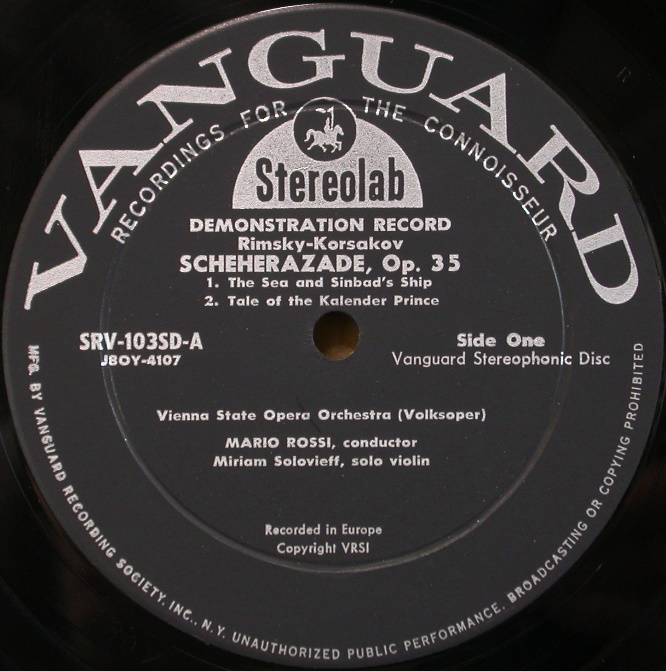 VANGUARD
RECORDINGS FOR THE CONNOISSEUR
Stereolab
DEMONSTRATION RECORD
Rimsky-Korsakov
SCHEHERAZADE, Op. 35
1. The Sea and Sinbad's Ship
2. Tale of the Kalender Prince
SRV-103SD-A
JBOY-4107
Side One
Vanguard Stereophonic Disc
Vienna State Opera Orchestra (Volksoper)
MARIO ROSSI, conductor
Miriam Solovieff, solo violin
Recorded in Europe
Copyright VRSI
MFG. BY VANGUARD RECORDING SOCIETY, INC., N.Y. UNAUTHORIZED PUBLIC PERFORMANCE, BROADCASTING OR COPYING PROHIBITED